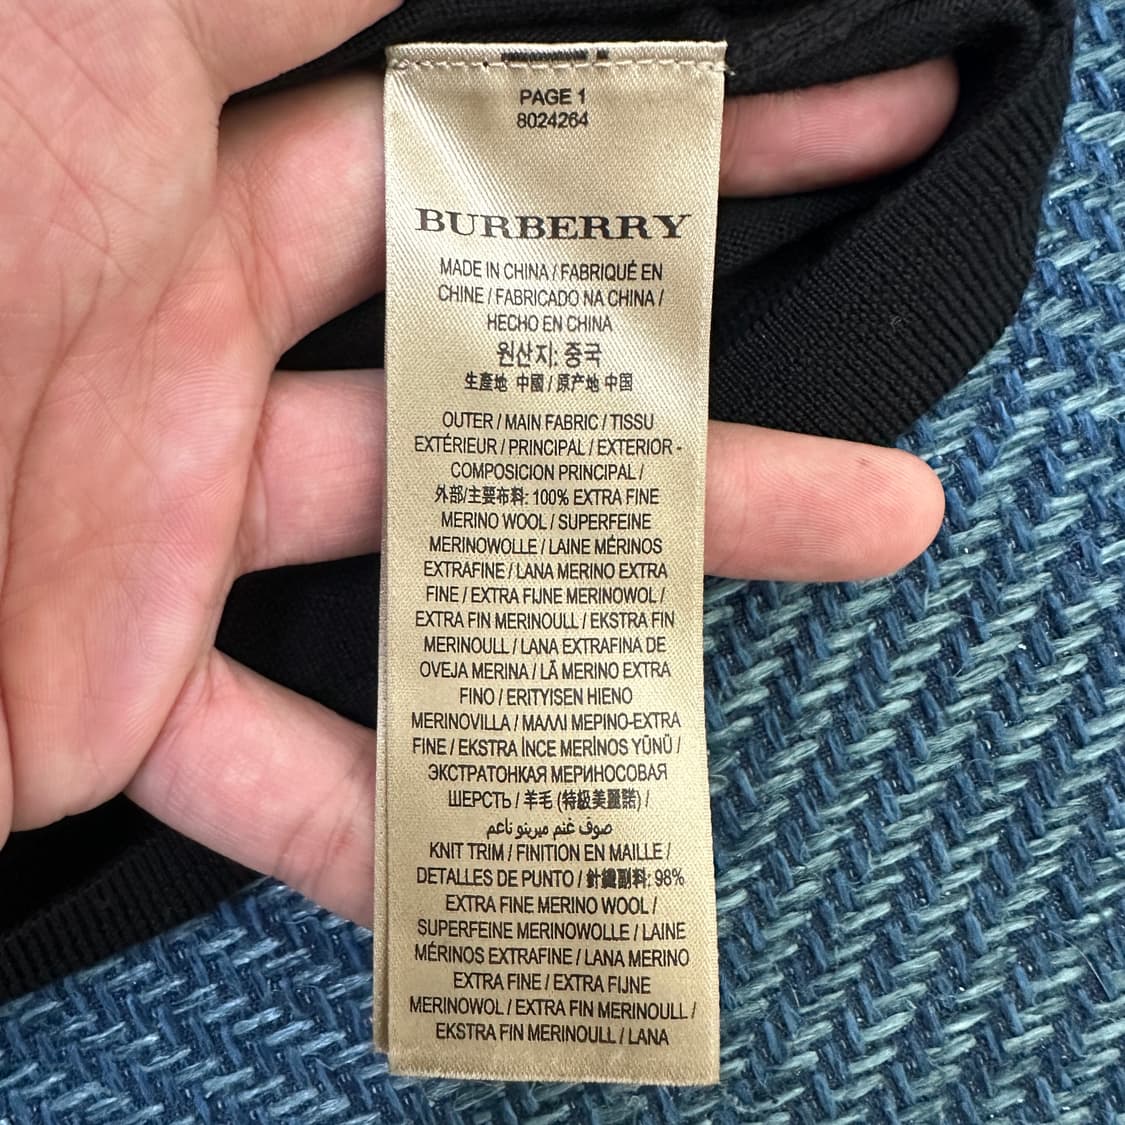 PAGE 1
8024264
BURBERRY
MADE IN CHINA / FABRIQUÉ EN
CHINE / FABRICADO NA CHINA /
HECHO EN CHINA
원산지: 중국
生產地 中國 / 原产地 中国
OUTER / MAIN FABRIC / TISSU
EXTÉRIEUR / PRINCIPAL / EXTERIOR -
COMPOSICION PRINCIPAL /
外部/主要布料: 100% EXTRA FINE
MERINO WOOL / SUPERFEINE
MERINOWOLLE / LAINE MÉRINOS
EXTRAFINE / LANA MERINO EXTRA
FINE / EXTRA FIJNE MERINOWOL /
EXTRA FIN MERINOULL / EKSTRA FIN
MERINOULL / LANA EXTRAFINA DE
OVEJA MERINA / LÃ MERINO EXTRA
FINO / ERITYISEN HIENO
MERINOVILLA / ΜΑΛΛΙ ΜΕΡΙΝΟ-EXTRA
FINE / EKSTRA İNCE MERİNOS YÜNÜ /
ЭКСТРАТОНКАЯ МЕРИНОСОВАЯ
ШЕРСТЬ / 羊毛 (特級美麗諾) /
صوف غنم ميرينو ناعم
KNIT TRIM / FINITION EN MAILLE /
DETALLES DE PUNTO / 針織副料: 98%
EXTRA FINE MERINO WOOL /
SUPERFEINE MERINOWOLLE / LAINE
MÉRINOS EXTRAFINE / LANA MERINO
EXTRA FINE / EXTRA FIJNE
MERINOWOL / EXTRA FIN MERINOULL /
EKSTRA FIN MERINOULL / LANA